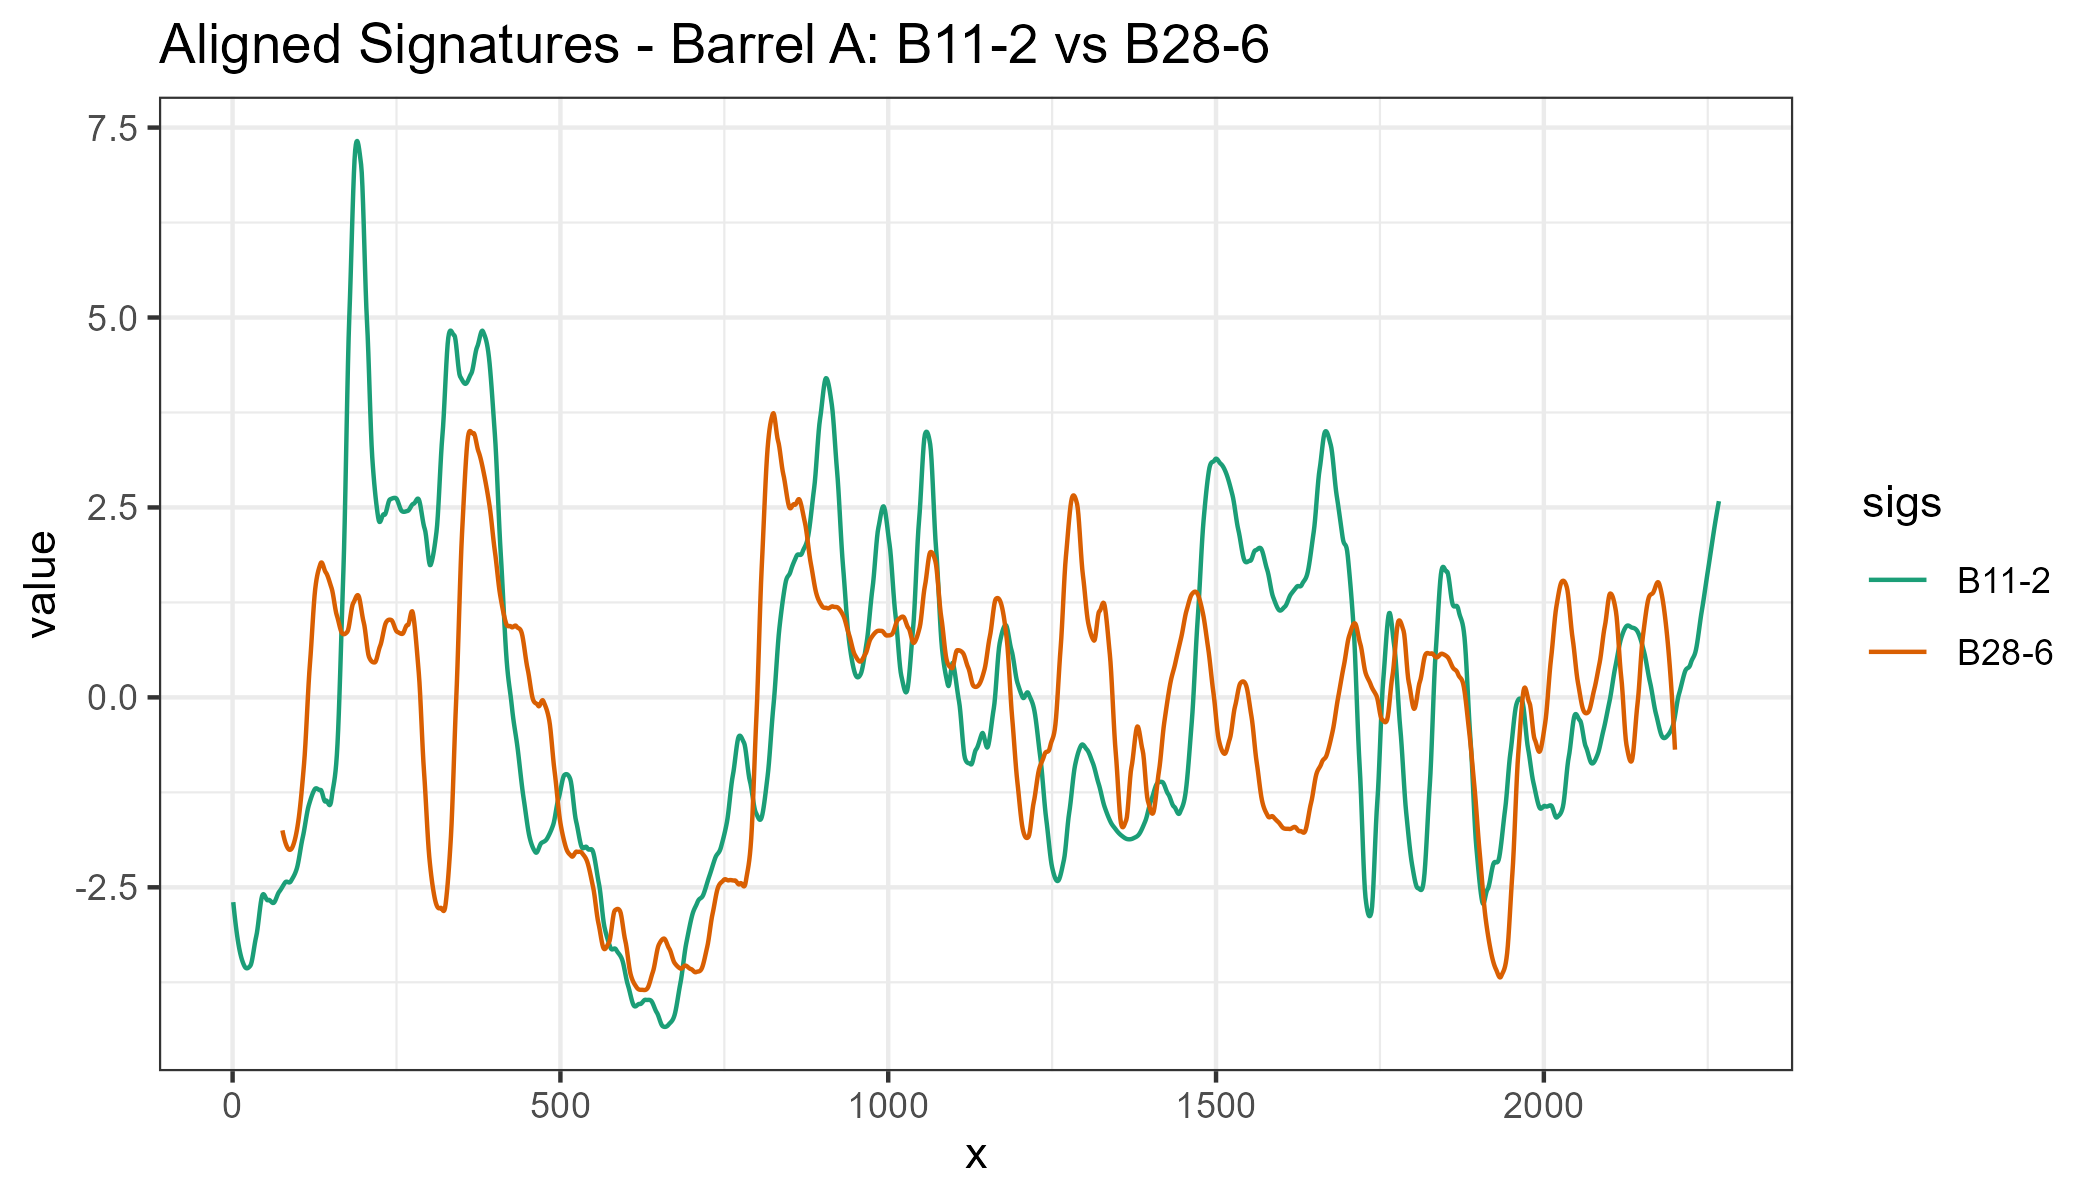 Aligned Signatures - Barrel A: B11-2 vs B28-6
7.5
5.0
2.5
0.0
-2.5
value
0 500 1000 1500 2000
x
sigs
B11-2
B28-6